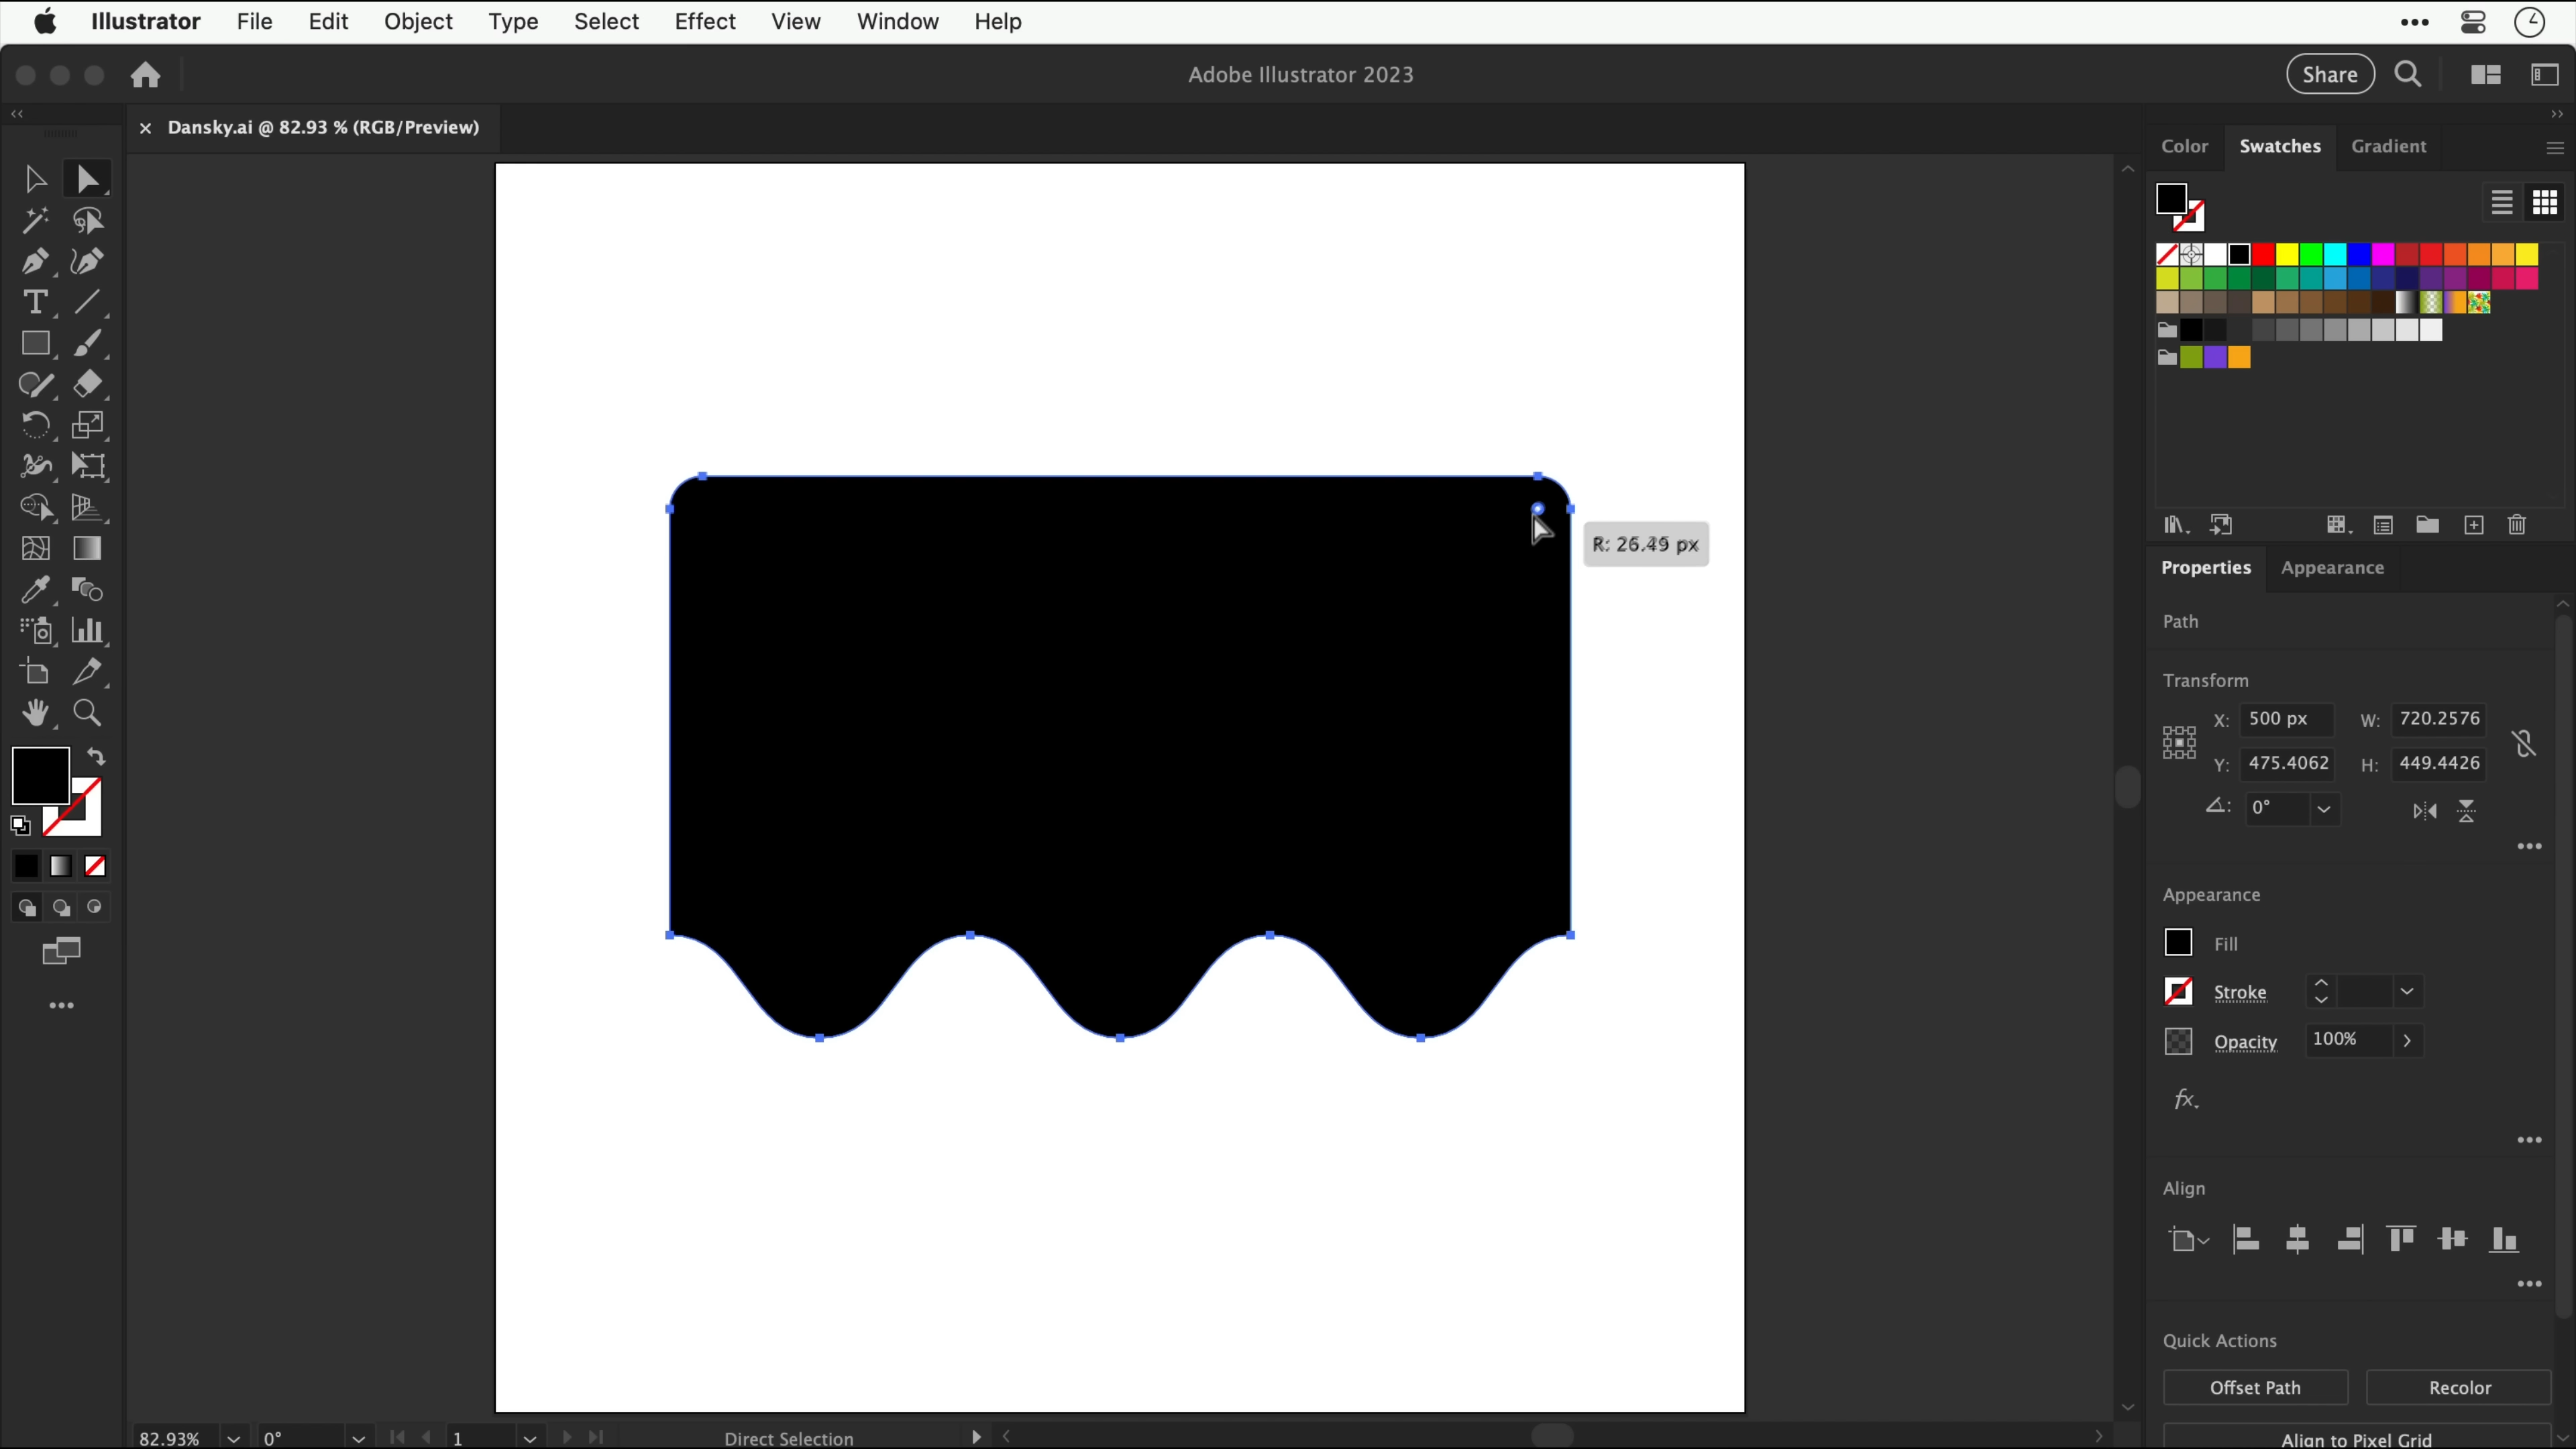 Illustrator File Edit Object Type Select Effect View Window Help
Adobe Illustrator 2023
Share
Dansky.ai @ 82.93 % (RGB/Preview)
Color Swatches Gradient
R: 26.49 px
Properties Appearance
Path
Transform
X: 500 px W: 720.2576
Y: 475.4062 H: 449.4426
0°
Appearance
Fill
Stroke
Opacity 100%
fx
Align
Quick Actions
Offset Path Recolor
Align to Pixel Grid
82.93% 0° 1 Direct Selection